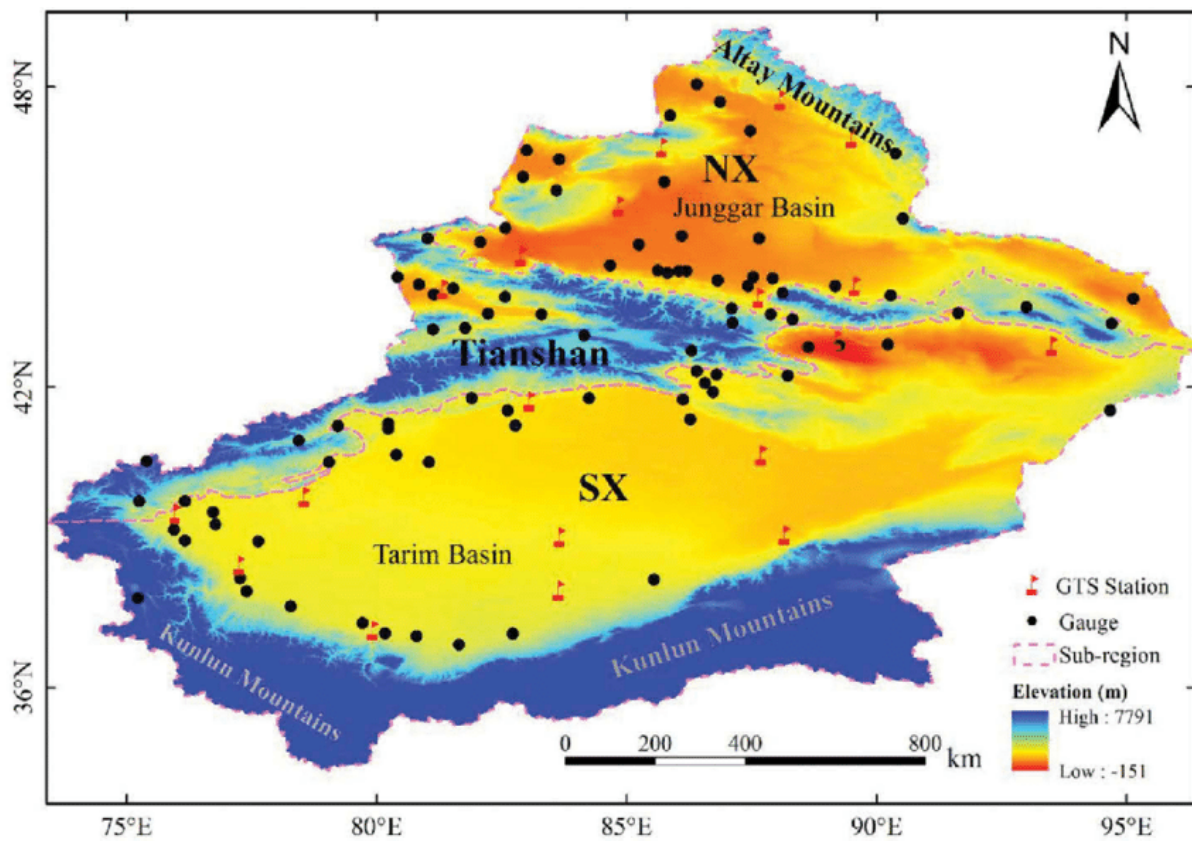 N
Altay Mountains
48°N
NX
Junggar Basin
Tianshan
42°N
SX
Tarim Basin
GTS Station
Gauge
Sub-region
Kunlun Mountains
Kunlun Mountains
36°N
Elevation (m)
High : 7791
Low : -151
0 200 400 800
km
75°E 80°E 85°E 90°E 95°E